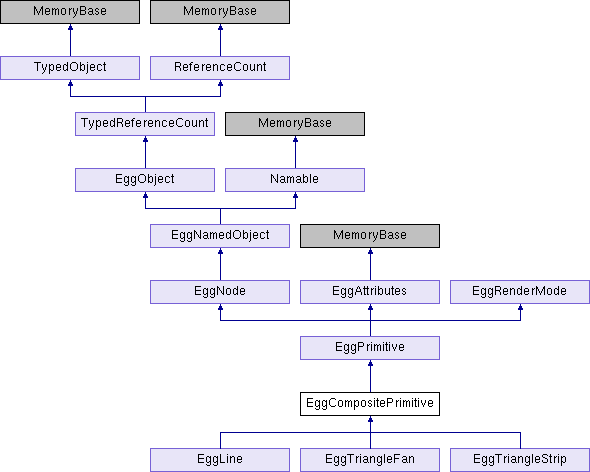 MemoryBase
MemoryBase
TypedObject
ReferenceCount
TypedReferenceCount
MemoryBase
EggObject
Namable
EggNamedObject
MemoryBase
EggNode
EggAttributes
EggRenderMode
EggPrimitive
EggCompositePrimitive
EggLine
EggTriangleFan
EggTriangleStrip